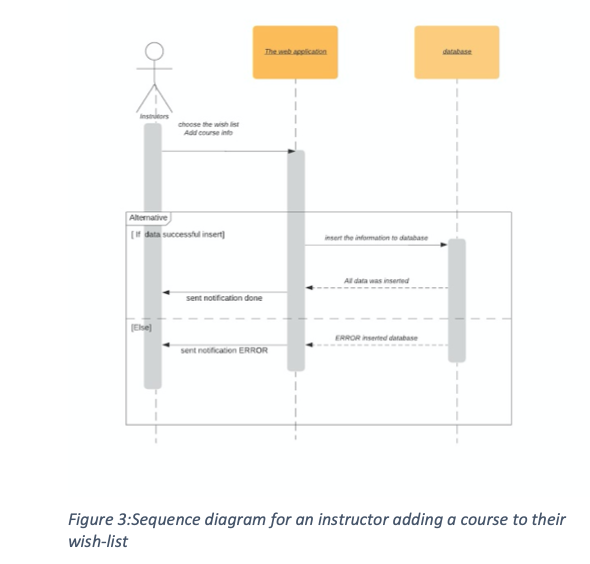 The web application
database
Instrutors
choose the wish list
Add course info
Alternative
[ If data successful insert]
insert the information to database
All data was inserted
sent notification done
[Else]
ERROR inserted database
sent notification ERROR
Figure 3:Sequence diagram for an instructor adding a course to their
wish-list